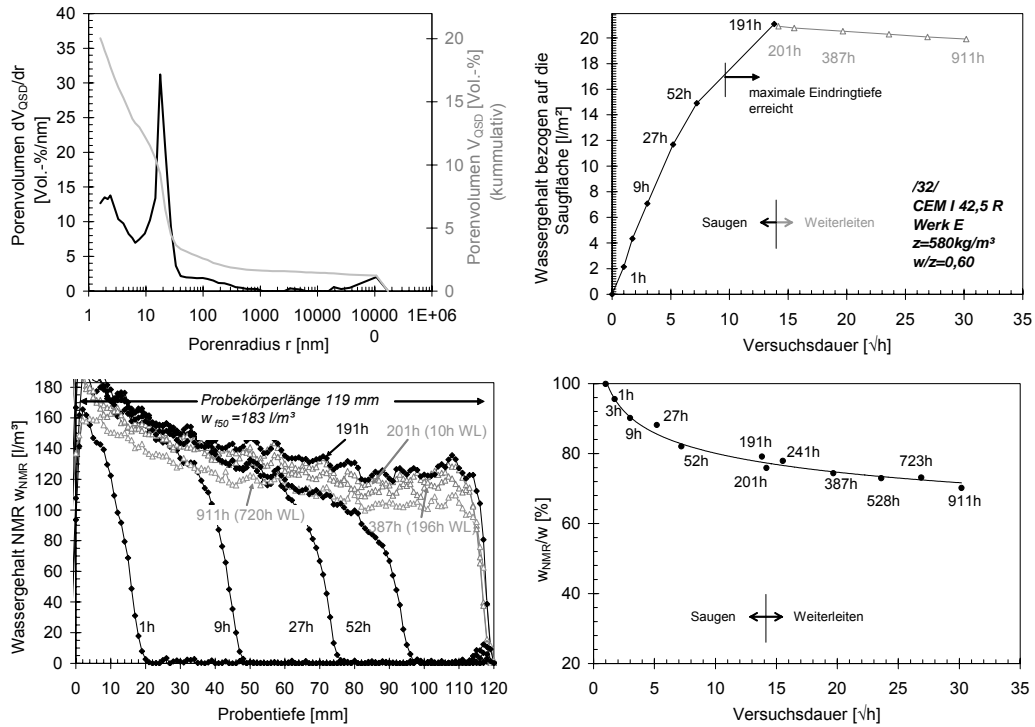 Porenvolumen dV_QSD/dr
[Vol.-%/nm]
40
35
30
25
20
15
10
5
0
20
15
10
5
0
Porenvolumen V_QSD [Vol.-%]
(kummulativ)
1
10
100
1000
10000
1E+06
Porenradius r [nm]
Wassergehalt bezogen auf die
Saugfläche [l/m²]
20
18
16
14
12
10
8
6
4
2
0
191h
201h
387h
911h
52h
maximale Eindringtiefe
erreicht
27h
9h
1h
Saugen
Weiterleiten
/32/
CEM I 42,5 R
Werk E
z=580kg/m³
w/z=0,60
0
5
10
15
20
25
30
35
Versuchsdauer [√h]
Wassergehalt NMR w_NMR [l/m³]
180
160
140
120
100
80
60
40
20
0
Probekörperlänge 119 mm
w_f50 =183 l/m³
191h
201h (10h WL)
911h (720h WL)
387h (196h WL)
1h
9h
27h
52h
0
10
20
30
40
50
60
70
80
90
100
110
120
Probentiefe [mm]
w_NMR/w [%]
100
80
60
40
20
1h
3h
9h
27h
52h
191h
201h
241h
387h
528h
723h
911h
Saugen
Weiterleiten
0
5
10
15
20
25
30
35
Versuchsdauer [√h]